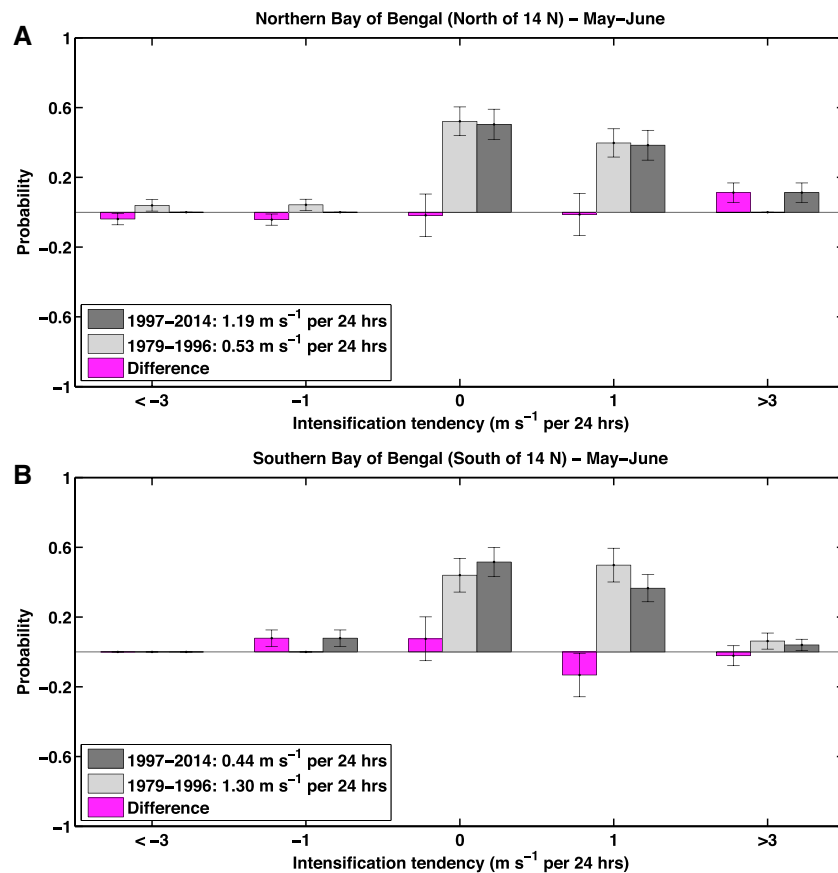 A
Northern Bay of Bengal (North of 14 N) – May–June
Probability
1
0.6
0.2
−0.2
−0.6
−1
1997–2014: 1.19 m s⁻¹ per 24 hrs
1979–1996: 0.53 m s⁻¹ per 24 hrs
Difference
< −3 −1 0 1 >3
Intensification tendency (m s⁻¹ per 24 hrs)
B
Southern Bay of Bengal (South of 14 N) – May–June
Probability
1
0.6
0.2
−0.2
−0.6
−1
1997–2014: 0.44 m s⁻¹ per 24 hrs
1979–1996: 1.30 m s⁻¹ per 24 hrs
Difference
< −3 −1 0 1 >3
Intensification tendency (m s⁻¹ per 24 hrs)